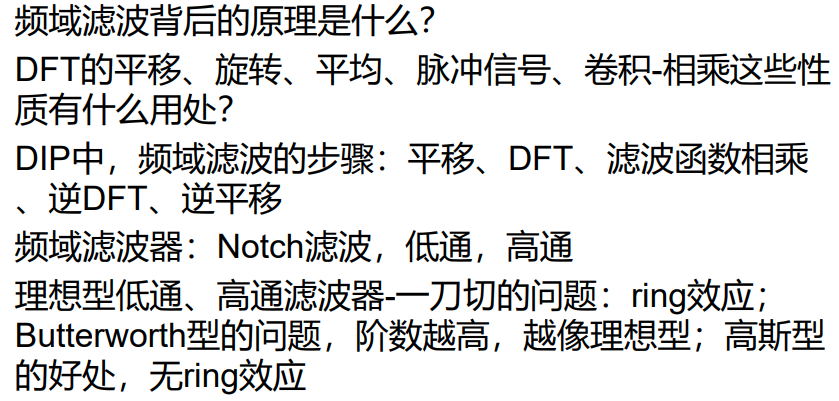 频域滤波背后的原理是什么？
DFT的平移、旋转、平均、脉冲信号、卷积-相乘这些性
质有什么用处？
DIP中，频域滤波的步骤：平移、DFT、滤波函数相乘
、逆DFT、逆平移
频域滤波器：Notch滤波，低通，高通
理想型低通、高通滤波器-一刀切的问题：ring效应；
Butterworth型的问题，阶数越高，越像理想型；高斯型
的好处，无ring效应